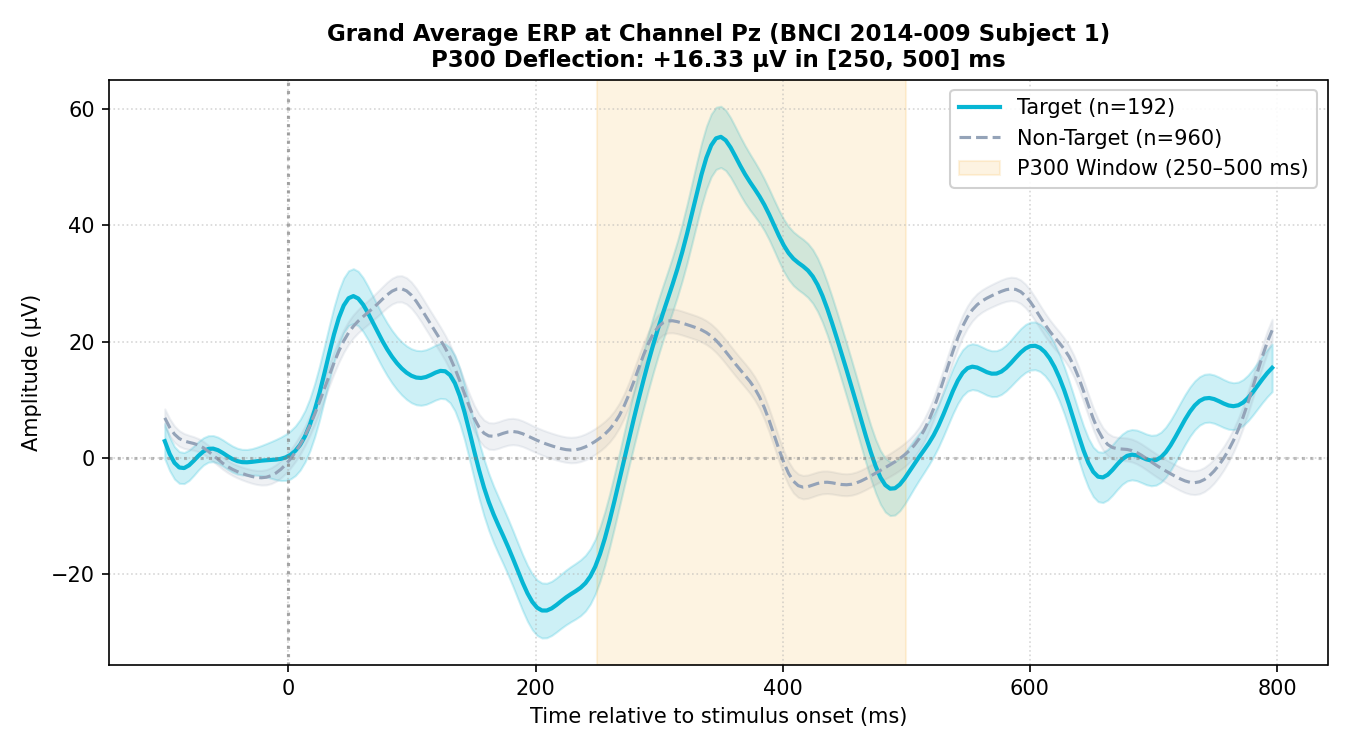 Grand Average ERP at Channel Pz (BNCI 2014-009 Subject 1)
P300 Deflection: +16.33 µV in [250, 500] ms
Target (n=192)
Non-Target (n=960)
P300 Window (250–500 ms)
Amplitude (µV)
60
40
20
0
−20
0
200
400
600
800
Time relative to stimulus onset (ms)